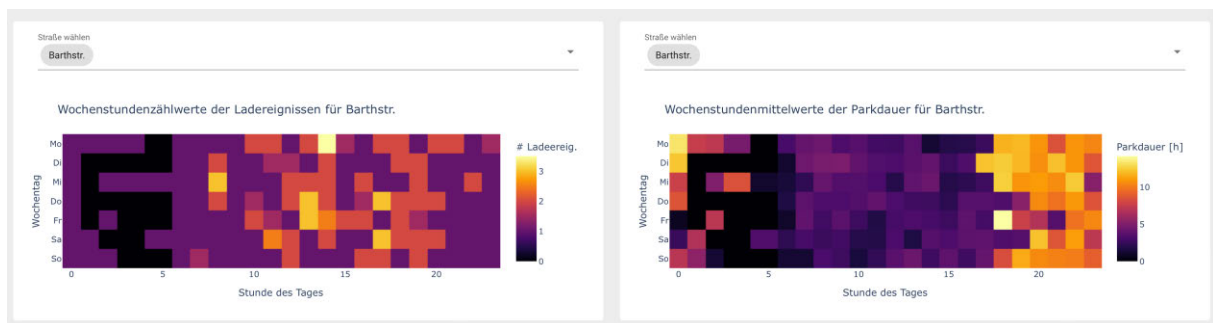 Straße wählen
Barthstr.
Wochenstundenzählwerte der Ladereignissen für Barthstr.
# Ladeereig.
Wochentag
Mo
Di
Mi
Do
Fr
Sa
So
0 5 10 15 20
Stunde des Tages
3
2
1
0
Straße wählen
Barthstr.
Wochenstundenmittelwerte der Parkdauer für Barthstr.
Parkdauer [h]
Wochentag
Mo
Di
Mi
Do
Fr
Sa
So
0 5 10 15 20
Stunde des Tages
10
5
0